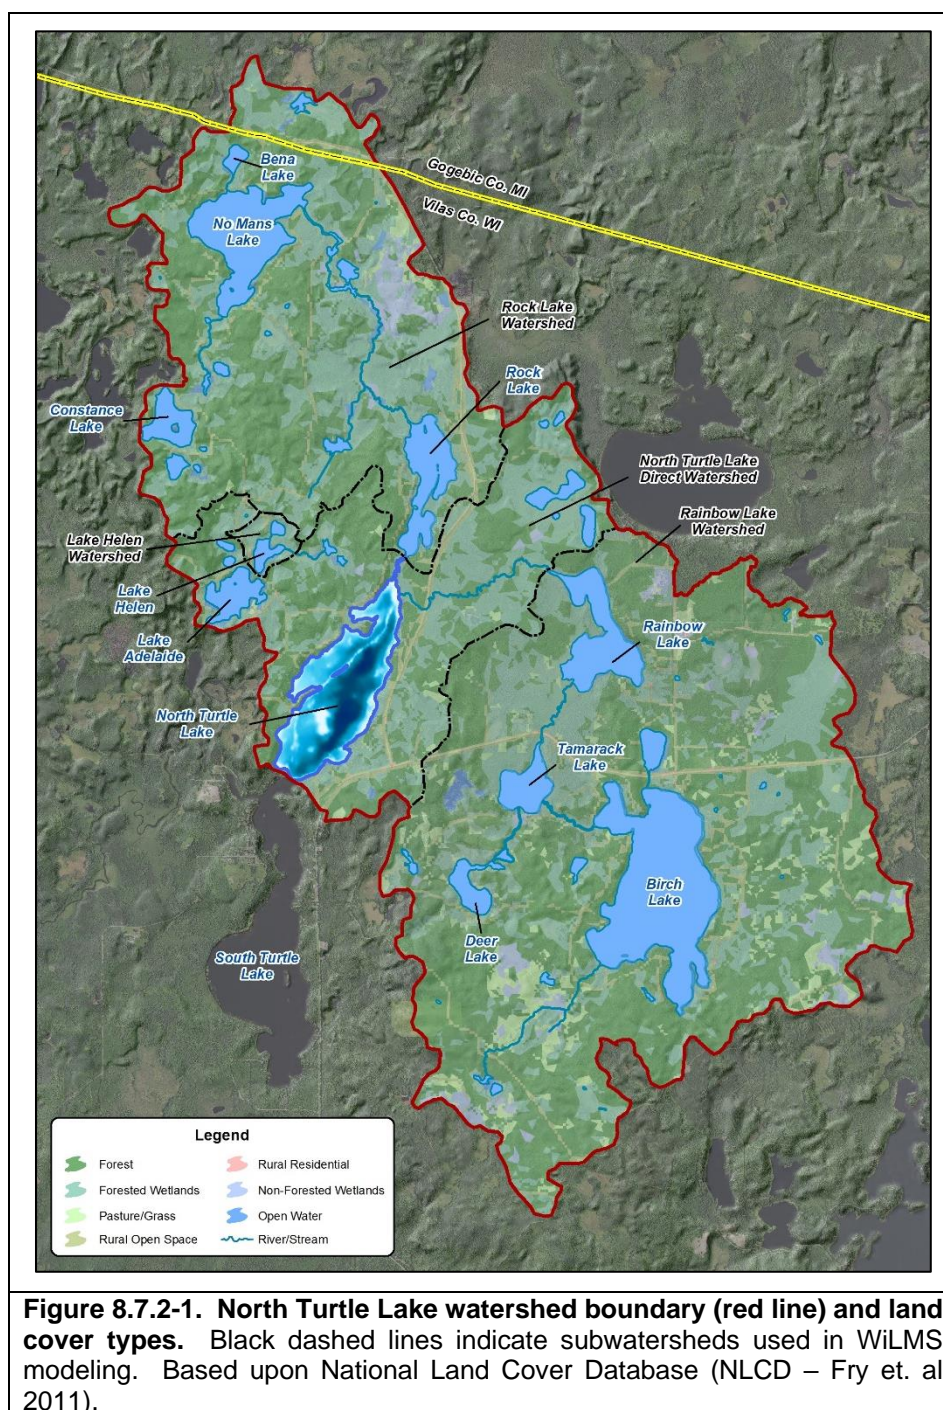 Bena
Lake
Gogebic Co. MI
Vilas Co. WI
No Mans
Lake
Rock Lake
Watershed
Rock
Lake
Constance
Lake
North Turtle Lake
Direct Watershed
Rainbow Lake
Watershed
Lake Helen
Watershed
Lake
Helen
Lake
Adelaide
Rainbow
Lake
North Turtle
Lake
Tamarack
Lake
Birch
Lake
Deer
Lake
South Turtle
Lake
Legend
Forest
Rural Residential
Forested Wetlands
Non-Forested Wetlands
Pasture/Grass
Open Water
Rural Open Space
River/Stream
Figure 8.7.2-1. North Turtle Lake watershed boundary (red line) and land
cover types. Black dashed lines indicate subwatersheds used in WiLMS
modeling. Based upon National Land Cover Database (NLCD – Fry et. al
2011).